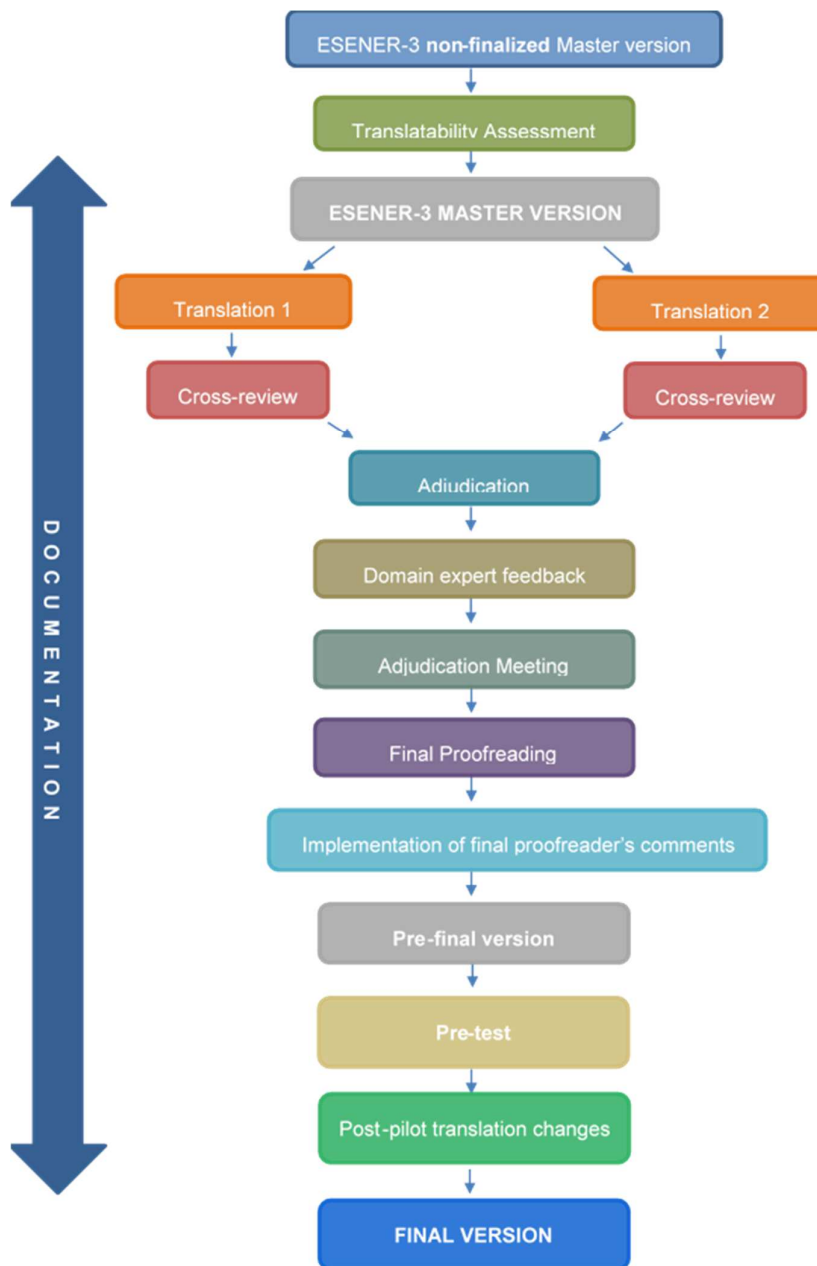 ESENER-3 non-finalized Master version
Translatability Assessment
ESENER-3 MASTER VERSION
Translation 1
Translation 2
Cross-review
Cross-review
Adjudication
Domain expert feedback
Adjudication Meeting
Final Proofreading
Implementation of final proofreader's comments
Pre-final version
Pre-test
Post-pilot translation changes
FINAL VERSION
DOCUMENTATION